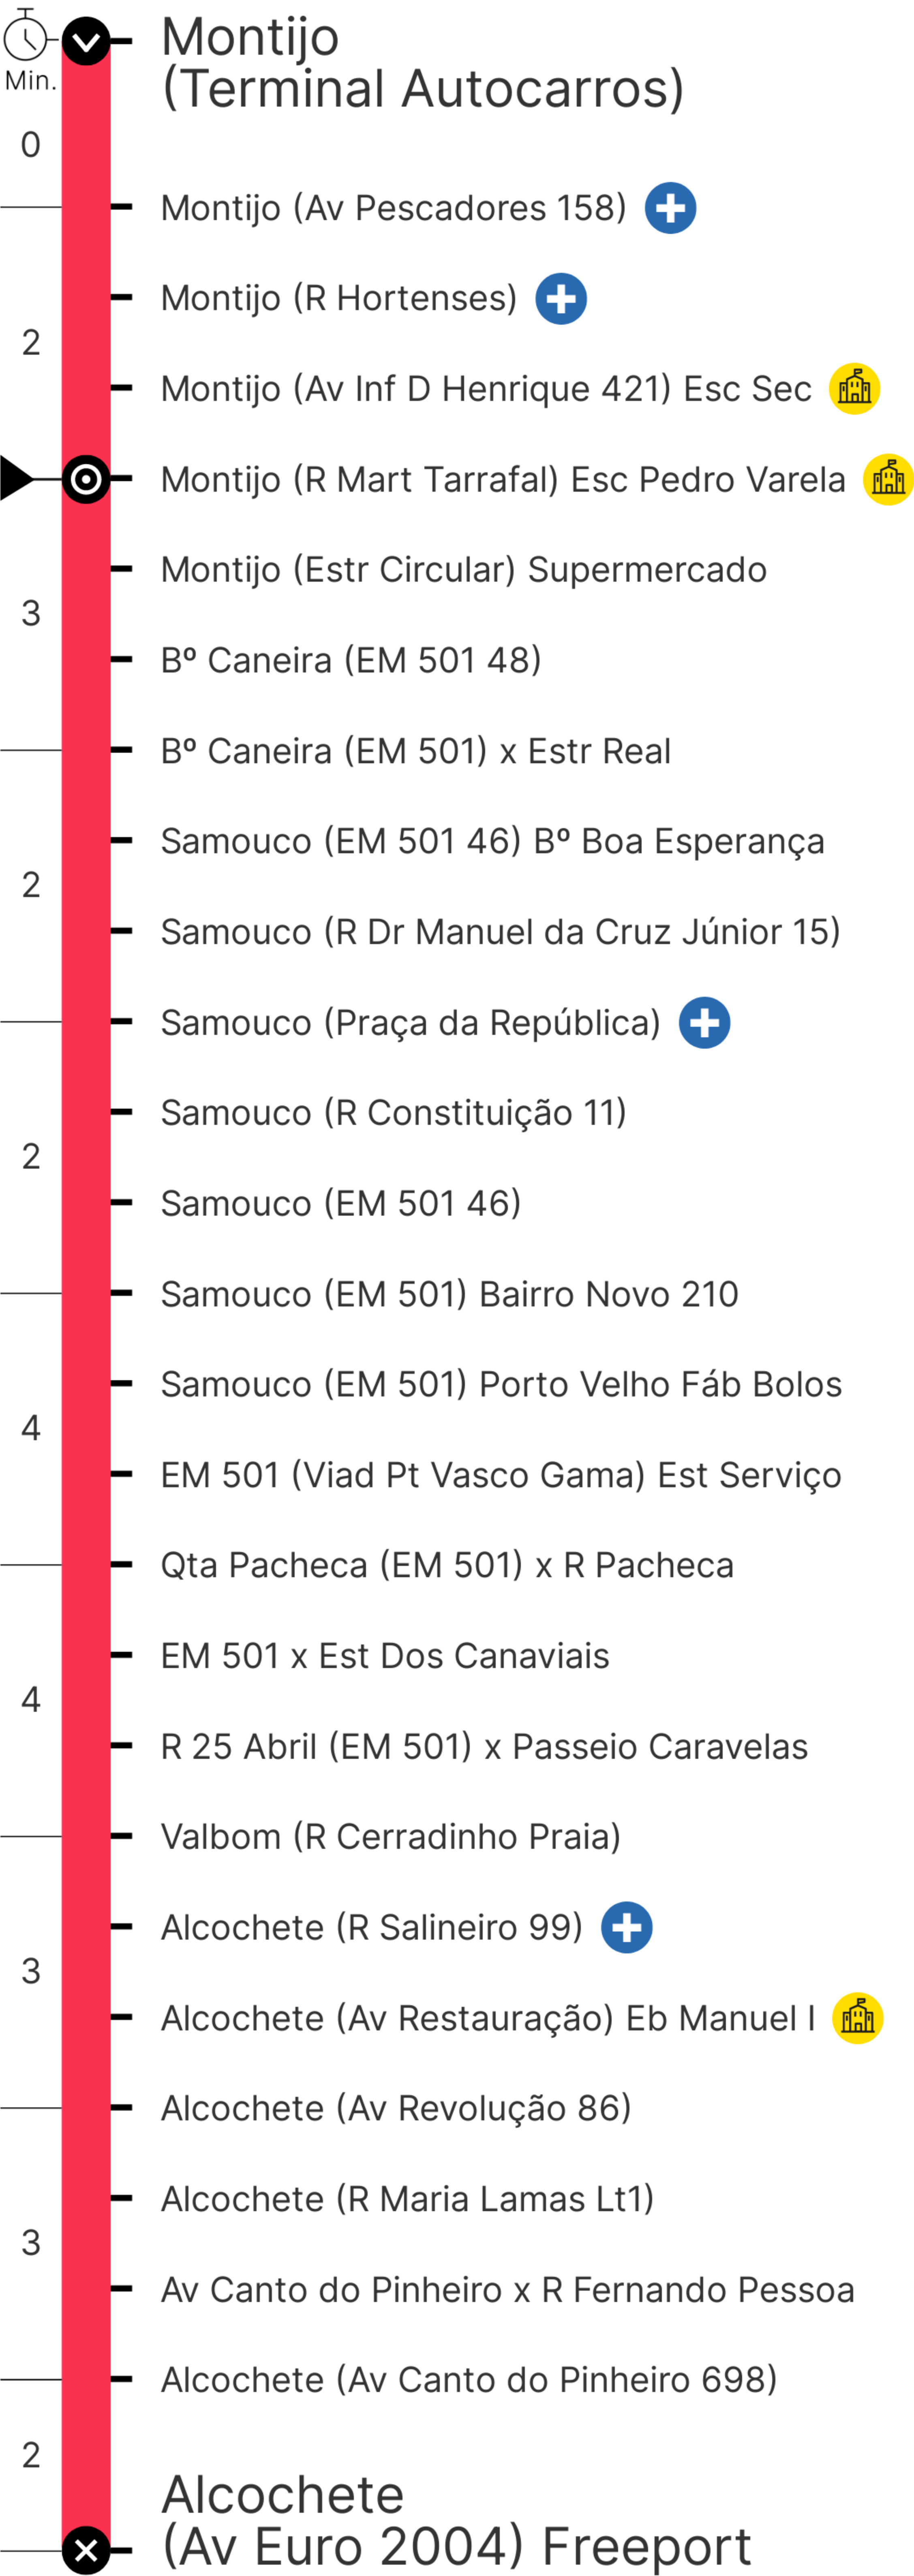 Montijo
(Terminal Autocarros)
Min.
0
Montijo (Av Pescadores 158)
Montijo (R Hortenses)
2
Montijo (Av Inf D Henrique 421) Esc Sec
Montijo (R Mart Tarrafal) Esc Pedro Varela
Montijo (Estr Circular) Supermercado
3
Bº Caneira (EM 501 48)
Bº Caneira (EM 501) x Estr Real
Samouco (EM 501 46) Bº Boa Esperança
2
Samouco (R Dr Manuel da Cruz Júnior 15)
Samouco (Praça da República)
Samouco (R Constituição 11)
2
Samouco (EM 501 46)
Samouco (EM 501) Bairro Novo 210
Samouco (EM 501) Porto Velho Fáb Bolos
4
EM 501 (Viad Pt Vasco Gama) Est Serviço
Qta Pacheca (EM 501) x R Pacheca
EM 501 x Est Dos Canaviais
4
R 25 Abril (EM 501) x Passeio Caravelas
Valbom (R Cerradinho Praia)
Alcochete (R Salineiro 99)
3
Alcochete (Av Restauração) Eb Manuel I
Alcochete (Av Revolução 86)
Alcochete (R Maria Lamas Lt1)
3
Av Canto do Pinheiro x R Fernando Pessoa
Alcochete (Av Canto do Pinheiro 698)
2
Alcochete
(Av Euro 2004) Freeport